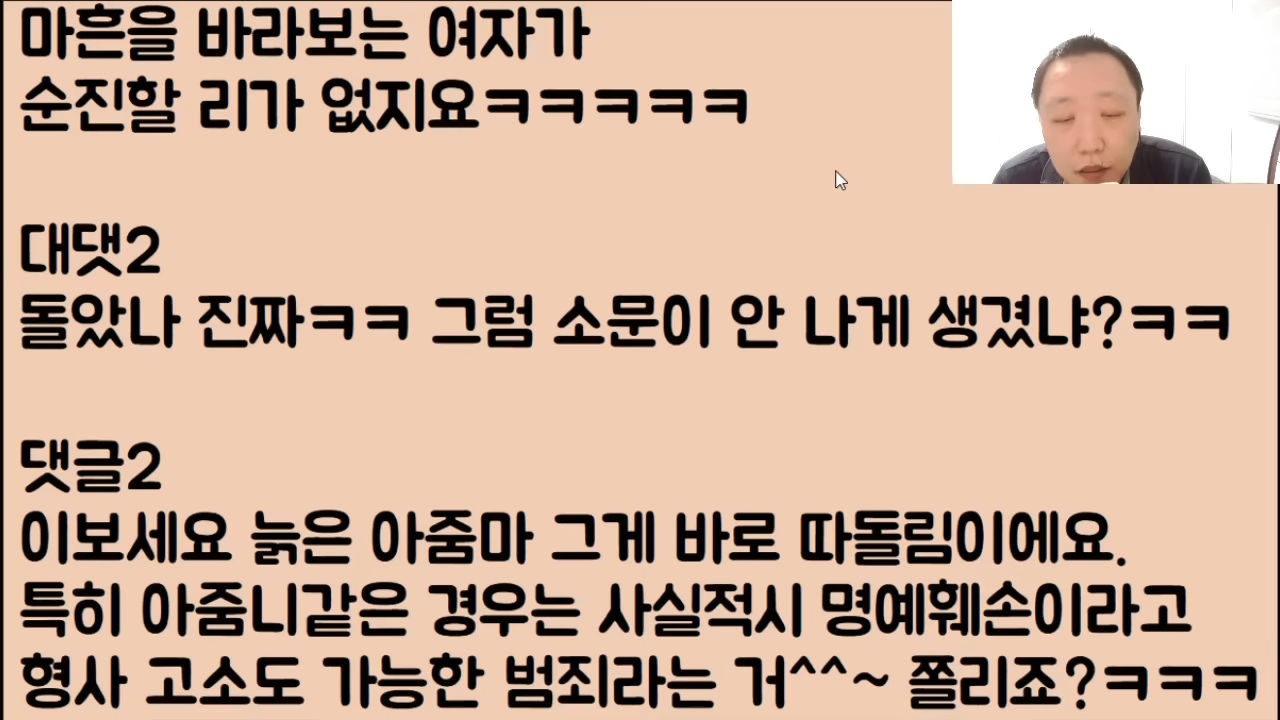 마흔을 바라보는 여자가
순진할 리가 없지요ㅋㅋㅋㅋㅋ
대댓2
돌았나 진짜ㅋㅋ 그럼 소문이 안 나게 생겼냐?ㅋㅋ
댓글2
이보세요 늙은 아줌마 그게 바로 따돌림이에요.
특히 아줌니같은 경우는 사실적시 명예훼손이라고
형사 고소도 가능한 범죄라는 거^^~ 쫄리죠?ㅋㅋㅋ